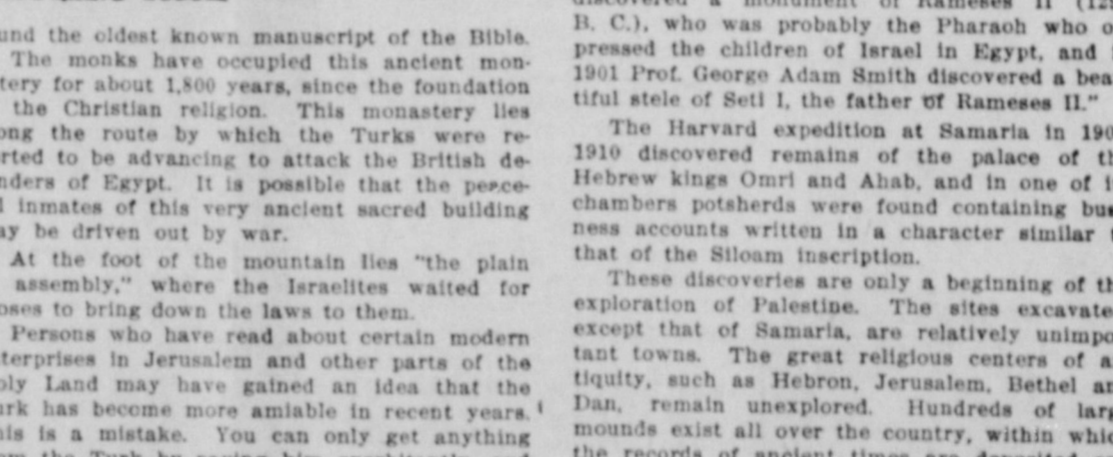 und the oldest known manuscript of the Bible.
The monks have occupied this ancient mon-
tery for about 1,800 years, since the foundation
the Christian religion. This monastery lies
ong the route by which the Turks were re-
rted to be advancing to attack the British de-
nders of Egypt. It is possible that the peace-
l inmates of this very ancient sacred building
ay be driven out by war.
At the foot of the mountain lies "the plain
assembly," where the Israelites waited for
oses to bring down the laws to them.
Persons who have read about certain modern
terprises in Jerusalem and other parts of the
oly Land may have gained an idea that the
urk has become more amiable in recent years.
his is a mistake. You can only get anything
discovered a monument of Rameses II
B. C.), who was probably the Pharaoh who o
pressed the children of Israel in Egypt, and
1901 Prof. George Adam Smith discovered a bea
tiful stele of Seti I, the father of Rameses II."
The Harvard expedition at Samaria in 190
1910 discovered remains of the palace of th
Hebrew kings Omri and Ahab, and in one of i
chambers potsherds were found containing bus
ness accounts written in a character similar t
that of the Siloam inscription.
These discoveries are only a beginning of th
exploration of Palestine. The sites excavate
except that of Samaria, are relatively unimpo
tant towns. The great religious centers of a
tiquity, such as Hebron, Jerusalem, Bethel an
Dan, remain unexplored. Hundreds of larg
mounds exist all over the country, within whic
the records of ancient times are deposited